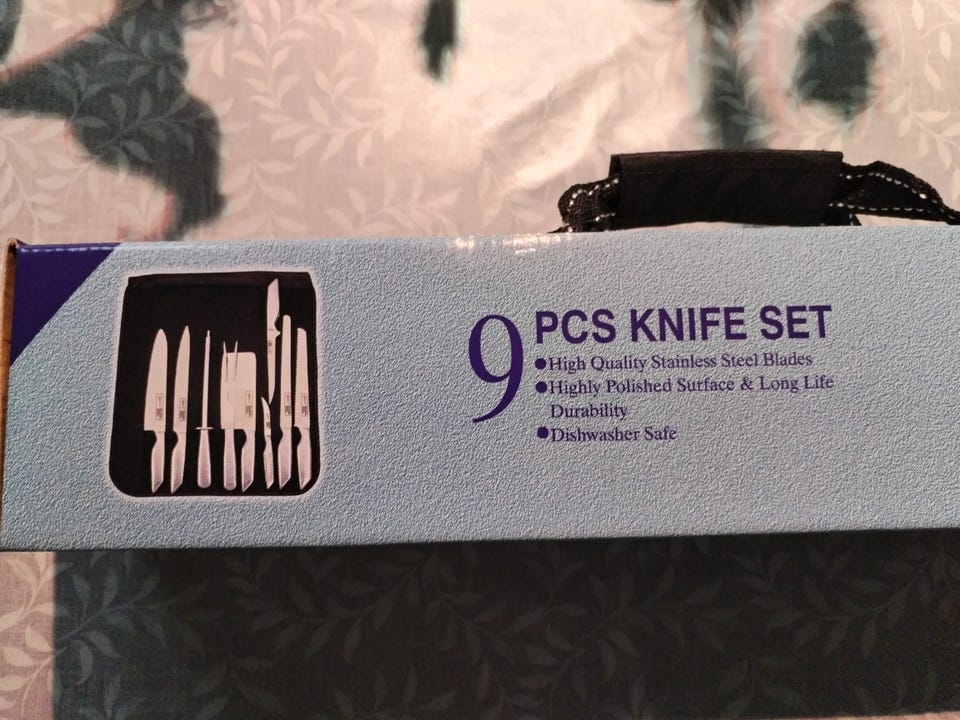 9 PCS KNIFE SET
●High Quality Stainless Steel Blades
●Highly Polished Surface & Long Life
Durability
●Dishwasher Safe